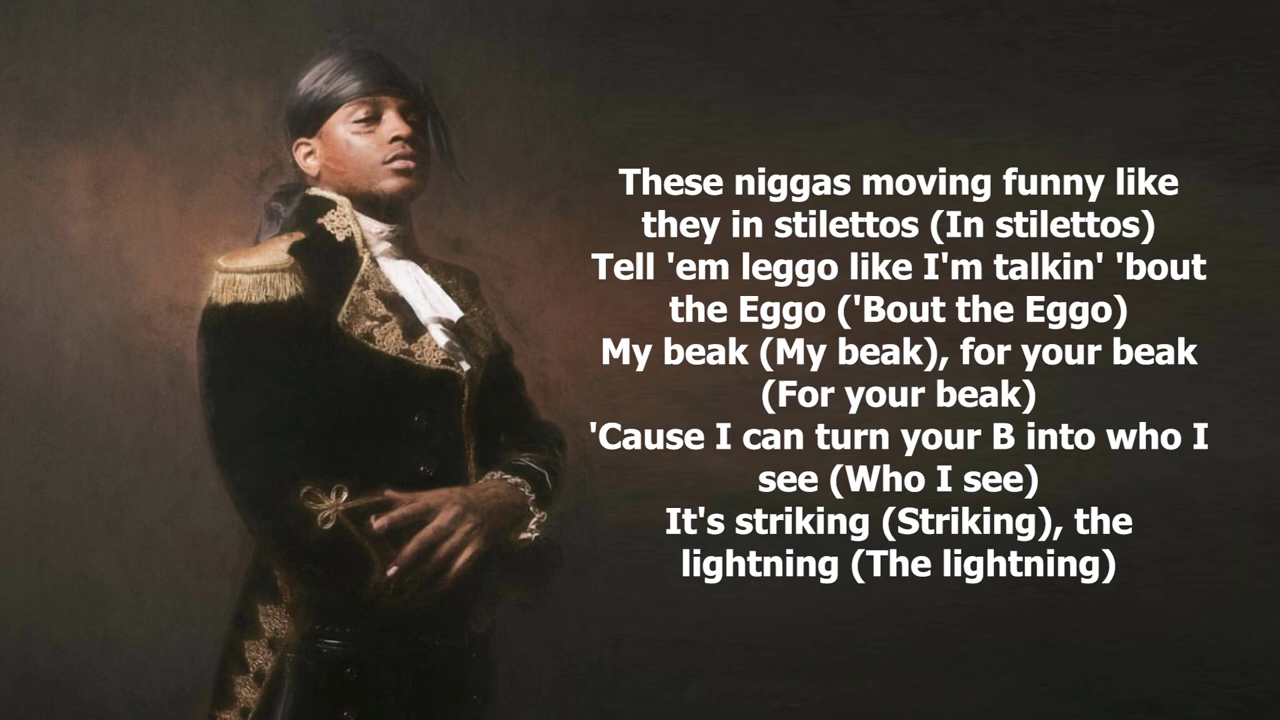 These niggas moving funny like
they in stilettos (In stilettos)
Tell 'em leggo like I'm talkin' 'bout
the Eggo ('Bout the Eggo)
My beak (My beak), for your beak
(For your beak)
'Cause I can turn your B into who I
see (Who I see)
It's striking (Striking), the
lightning (The lightning)